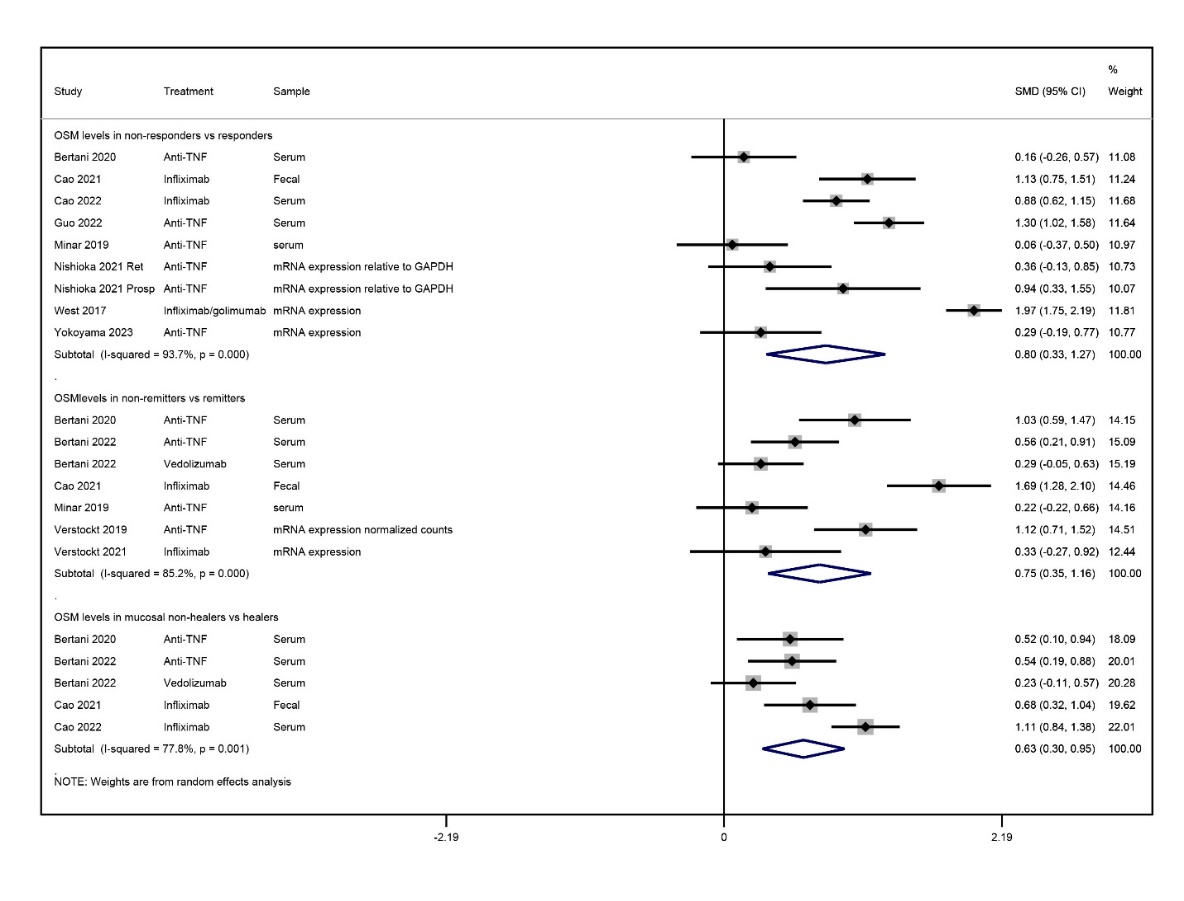 %
Study Treatment Sample SMD (95% CI) Weight
OSM levels in non-responders vs responders
Bertani 2020 Anti-TNF Serum 0.16 (-0.26, 0.57) 11.08
Cao 2021 Infliximab Fecal 1.13 (0.75, 1.51) 11.24
Cao 2022 Infliximab Serum 0.88 (0.62, 1.15) 11.68
Guo 2022 Anti-TNF Serum 1.30 (1.02, 1.58) 11.64
Minar 2019 Anti-TNF serum 0.06 (-0.37, 0.50) 10.97
Nishioka 2021 Ret Anti-TNF mRNA expression relative to GAPDH 0.36 (-0.13, 0.85) 10.73
Nishioka 2021 Prosp Anti-TNF mRNA expression relative to GAPDH 0.94 (0.33, 1.55) 10.07
West 2017 Infliximab/golimumab mRNA expression 1.97 (1.75, 2.19) 11.81
Yokoyama 2023 Anti-TNF mRNA expression 0.29 (-0.19, 0.77) 10.77
Subtotal (I-squared = 93.7%, p = 0.000) 0.80 (0.33, 1.27) 100.00
.
OSMlevels in non-remitters vs remitters
Bertani 2020 Anti-TNF Serum 1.03 (0.59, 1.47) 14.15
Bertani 2022 Anti-TNF Serum 0.56 (0.21, 0.91) 15.09
Bertani 2022 Vedolizumab Serum 0.29 (-0.05, 0.63) 15.19
Cao 2021 Infliximab Fecal 1.69 (1.28, 2.10) 14.46
Minar 2019 Anti-TNF serum 0.22 (-0.22, 0.66) 14.16
Verstockt 2019 Anti-TNF mRNA expression normalized counts 1.12 (0.71, 1.52) 14.51
Verstockt 2021 Infliximab mRNA expression 0.33 (-0.27, 0.92) 12.44
Subtotal (I-squared = 85.2%, p = 0.000) 0.75 (0.35, 1.16) 100.00
.
OSM levels in mucosal non-healers vs healers
Bertani 2020 Anti-TNF Serum 0.52 (0.10, 0.94) 18.09
Bertani 2022 Anti-TNF Serum 0.54 (0.19, 0.88) 20.01
Bertani 2022 Vedolizumab Serum 0.23 (-0.11, 0.57) 20.28
Cao 2021 Infliximab Fecal 0.68 (0.32, 1.04) 19.62
Cao 2022 Infliximab Serum 1.11 (0.84, 1.38) 22.01
Subtotal (I-squared = 77.8%, p = 0.001) 0.63 (0.30, 0.95) 100.00
.
NOTE: Weights are from random effects analysis
-2.19 0 2.19